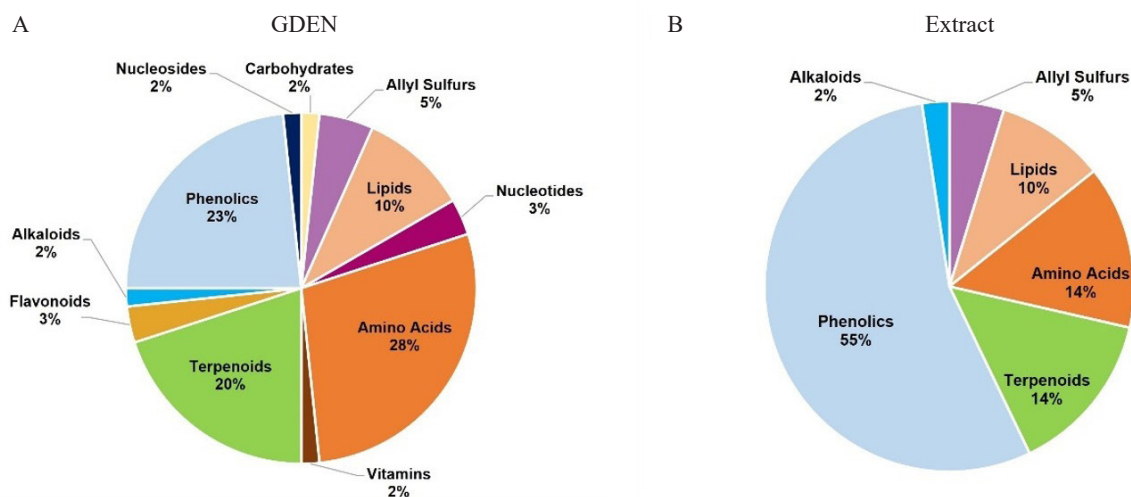 A
GDEN
Nucleosides
2%
Carbohydrates
2%
Allyl Sulfurs
5%
Lipids
10%
Nucleotides
3%
Phenolics
23%
Alkaloids
2%
Flavonoids
3%
Amino Acids
28%
Terpenoids
20%
Vitamins
2%
B
Extract
Alkaloids
2%
Allyl Sulfurs
5%
Lipids
10%
Amino Acids
14%
Phenolics
55%
Terpenoids
14%